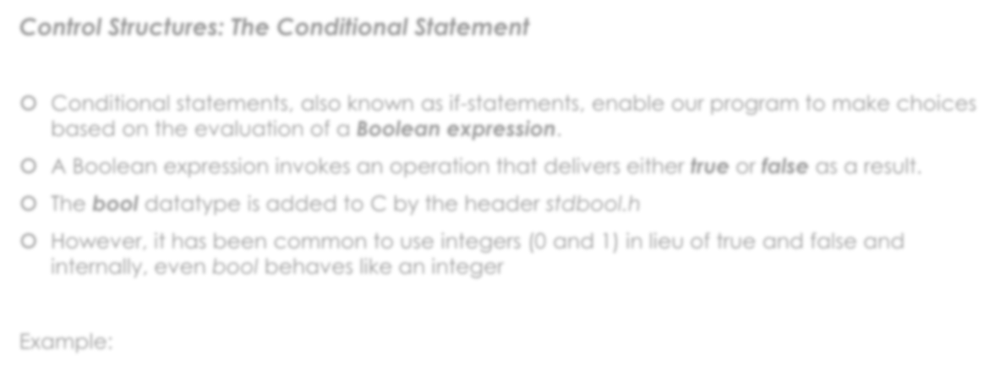 Control Structures: The Conditional Statement
Conditional statements, also known as if-statements, enable our program to make choices
based on the evaluation of a Boolean expression.
A Boolean expression invokes an operation that delivers either true or false as a result.
The bool datatype is added to C by the header stdbool.h
However, it has been common to use integers (0 and 1) in lieu of true and false and
internally, even bool behaves like an integer
Example: